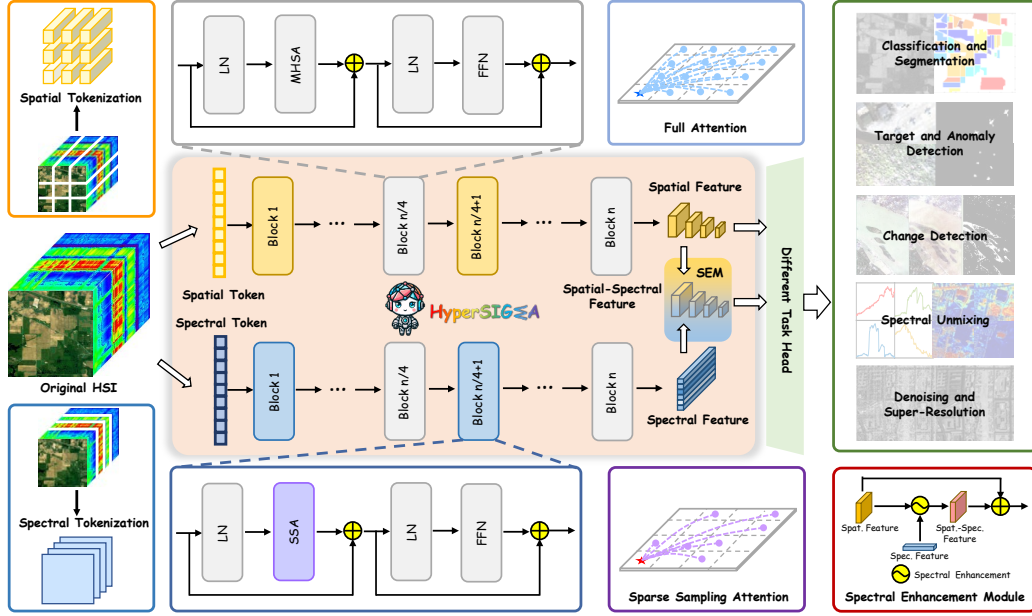 Spatial Tokenization
LN
MHSA
LN
FFN
Full Attention
Classification and
Segmentation
Target and Anomaly
Detection
Change Detection
Spectral Unmixing
Denoising and
Super-Resolution
Original HSI
Spatial Token
Block 1
...
Block n/4
Block n/4+1
...
Block n
Spatial Feature
SEM
Spatial-Spectral
Feature
HyperSIGMA
Spectral Token
Block 1
...
Block n/4
Block n/4+1
...
Block n
Spectral Feature
Different Task Head
Spectral Tokenization
LN
SSA
LN
FFN
Sparse Sampling Attention
Spat. Feature
Spat.-Spec.
Feature
Spec. Feature
Spectral Enhancement
Spectral Enhancement Module